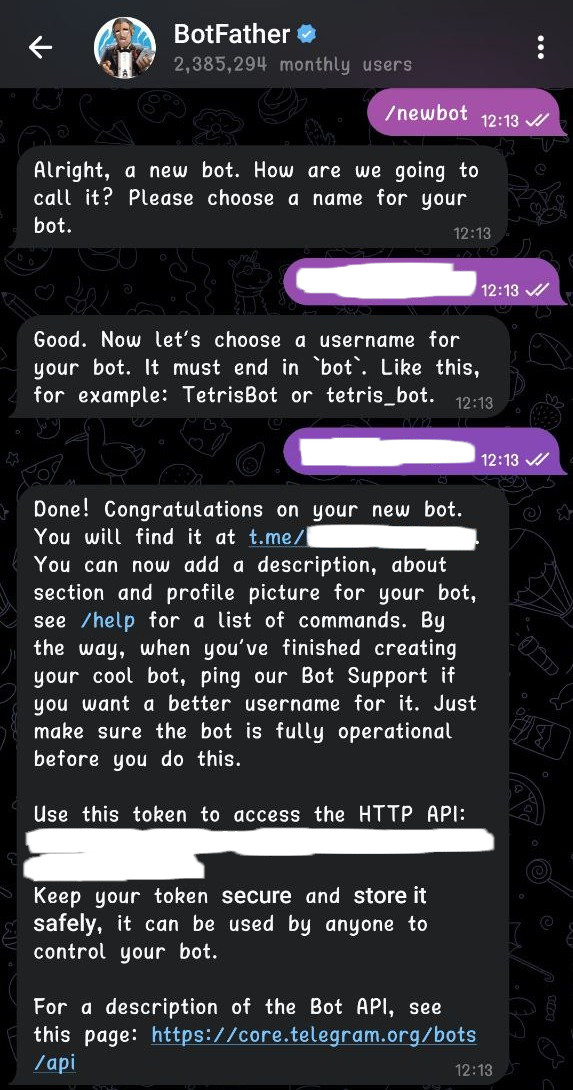 BotFather
2,385,294 monthly users
/newbot 12:13
Alright, a new bot. How are we going to
call it? Please choose a name for your
bot.
12:13
12:13
Good. Now let's choose a username for
your bot. It must end in `bot`. Like this,
for example: TetrisBot or tetris_bot.
12:13
12:13
Done! Congratulations on your new bot.
You will find it at t.me/ .
You can now add a description, about
section and profile picture for your bot,
see /help for a list of commands. By
the way, when you've finished creating
your cool bot, ping our Bot Support if
you want a better username for it. Just
make sure the bot is fully operational
before you do this.
Use this token to access the HTTP API:
Keep your token secure and store it
safely, it can be used by anyone to
control your bot.
For a description of the Bot API, see
this page: https://core.telegram.org/bots
/api
12:13